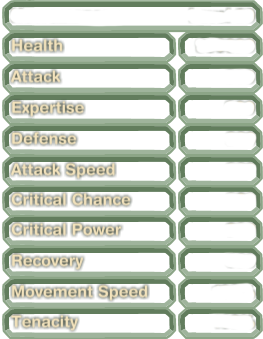 Health
Attack
Expertise
Defense
Attack Speed
Critical Chance
Critical Power
Recovery
Movement Speed
Tenacity